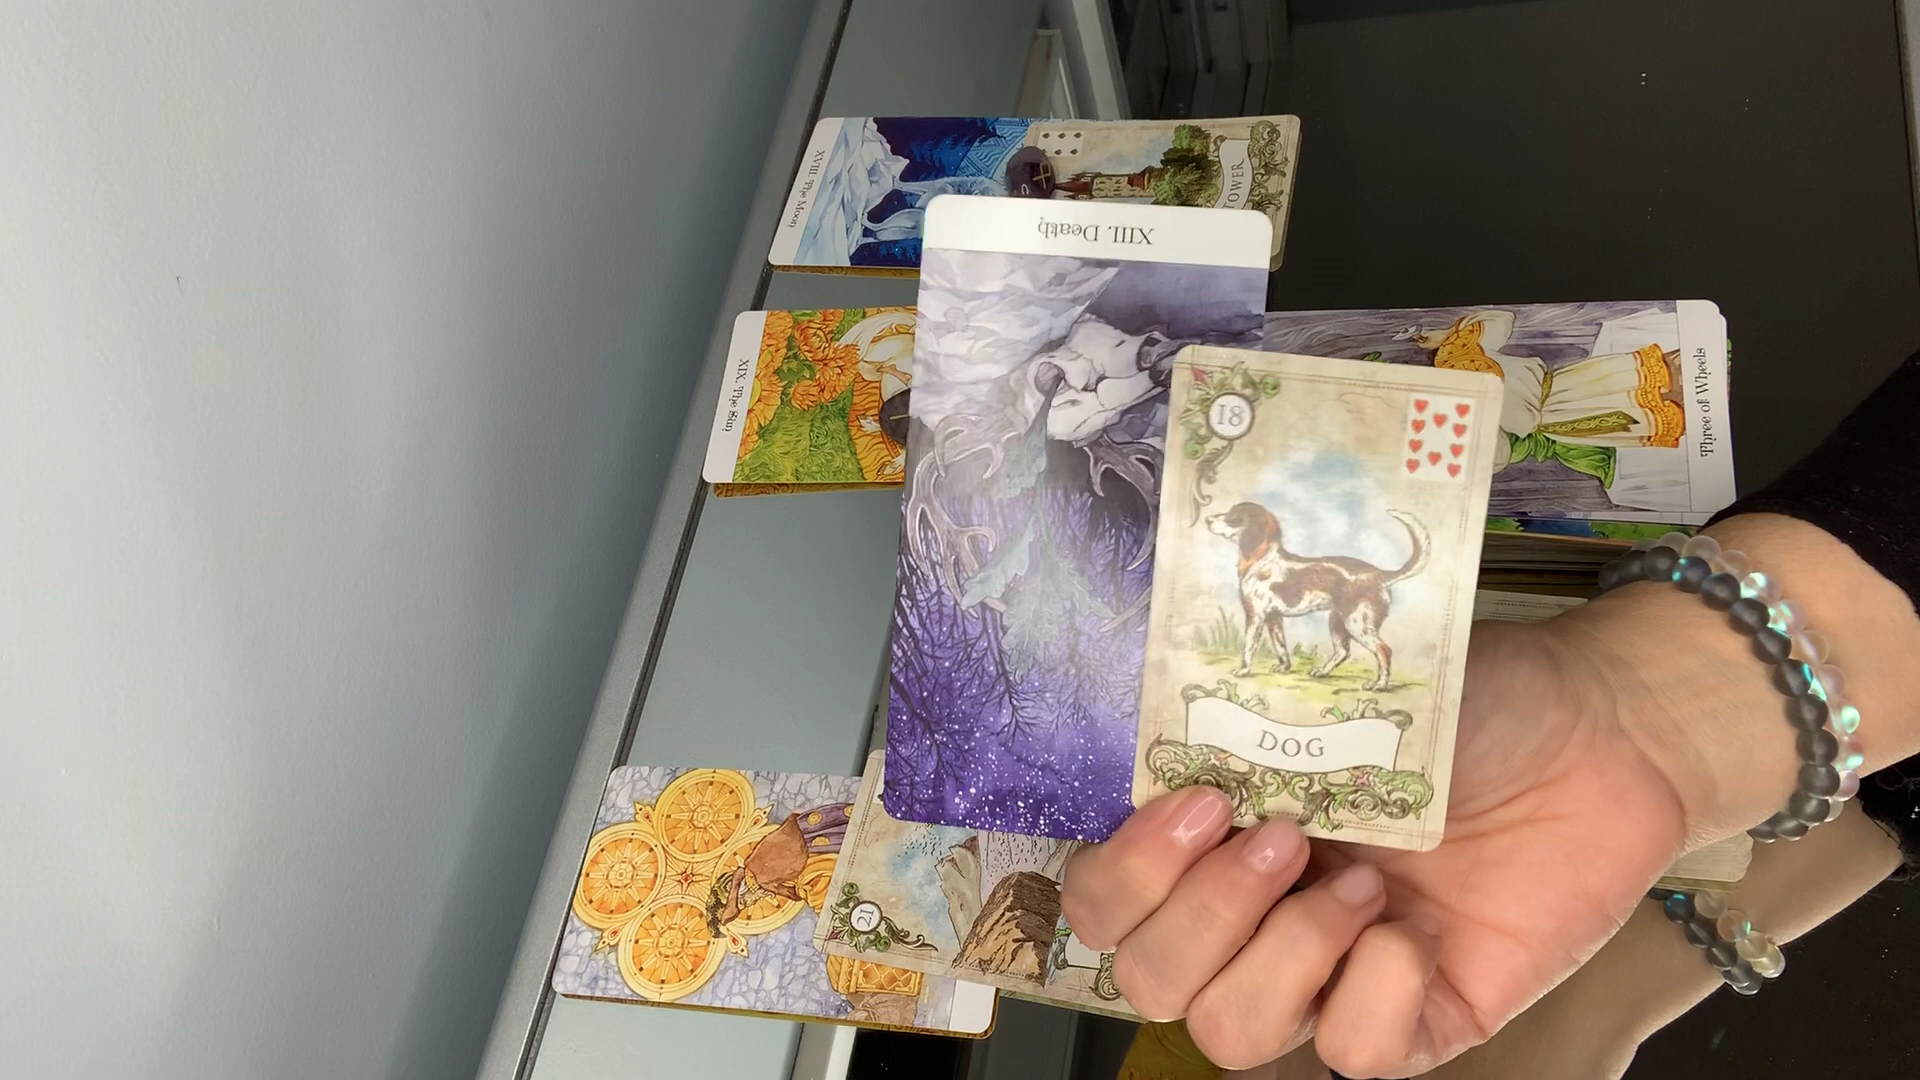 XVIII. The Moon
TOWER
XIII. Death
XIX. The Sun
Three of Wheels
18
DOG
21